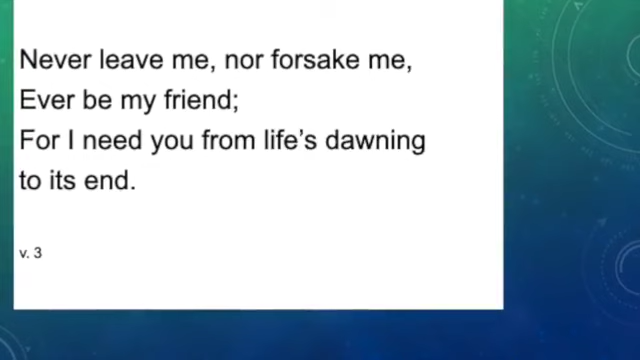 Never leave me, nor forsake me,
Ever be my friend;
For I need you from life’s dawning
to its end.
v. 3